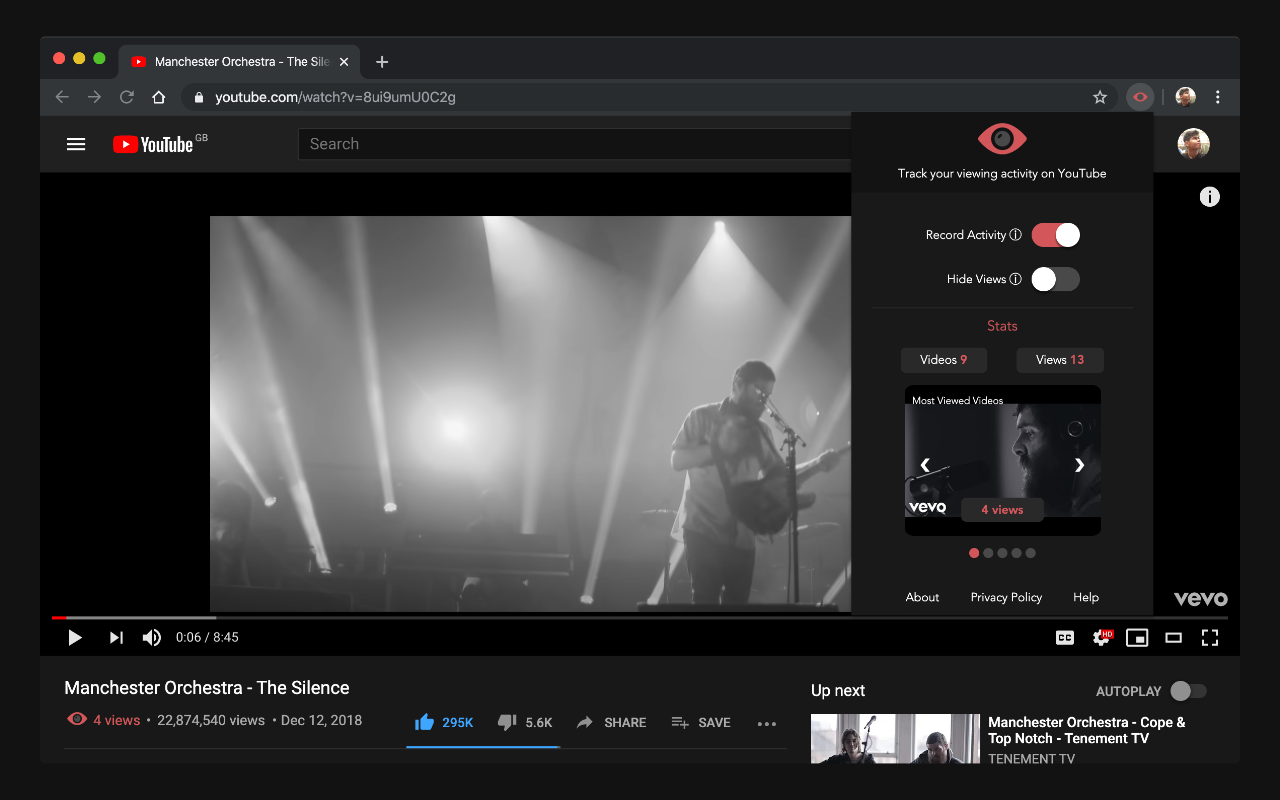 Manchester Orchestra - The Sile
youtube.com/watch?v=8ui9umU0C2g
YouTube GB
Search
Track your viewing activity on YouTube
Record Activity ⓘ
Hide Views ⓘ
Stats
Videos 9 Views 13
Most Viewed Videos
vevo
4 views
About Privacy Policy Help
vevo
0:06 / 8:45
CC HD
Manchester Orchestra - The Silence
4 views • 22,874,540 views • Dec 12, 2018
295K 5.6K SHARE SAVE
Up next AUTOPLAY
Manchester Orchestra - Cope &
Top Notch - Tenement TV
TENEMENT TV